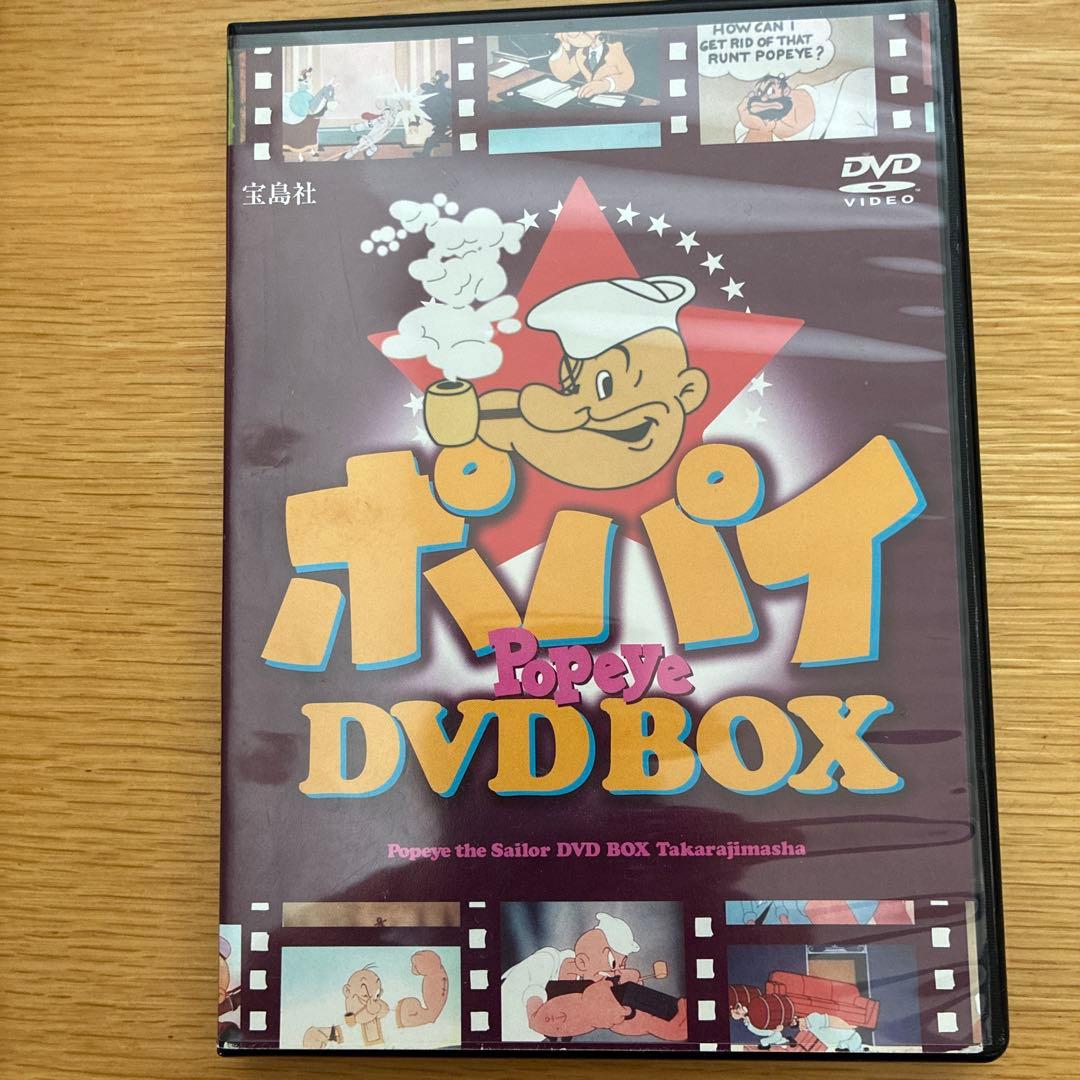 HOW CAN I
GET RID OF THAT
RUNT POPEYE?
宝島社
DVD
VIDEO
ポパイ
Popeye
DVD BOX
Popeye the Sailor DVD BOX Takarajimasha